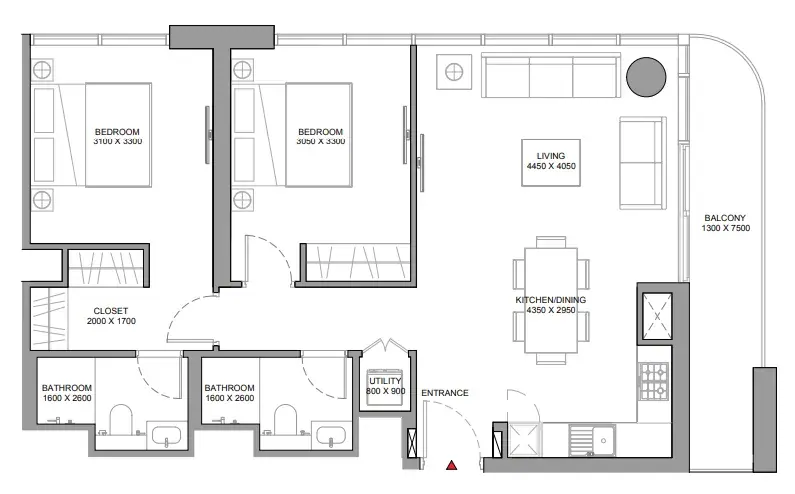 BEDROOM
3100 X 3300
BEDROOM
3050 X 3300
LIVING
4450 X 4050
BALCONY
1300 X 7500
KITCHEN/DINING
4350 X 2950
CLOSET
2000 X 1700
BATHROOM
1600 X 2600
BATHROOM
1600 X 2600
UTILITY
800 X 900
ENTRANCE